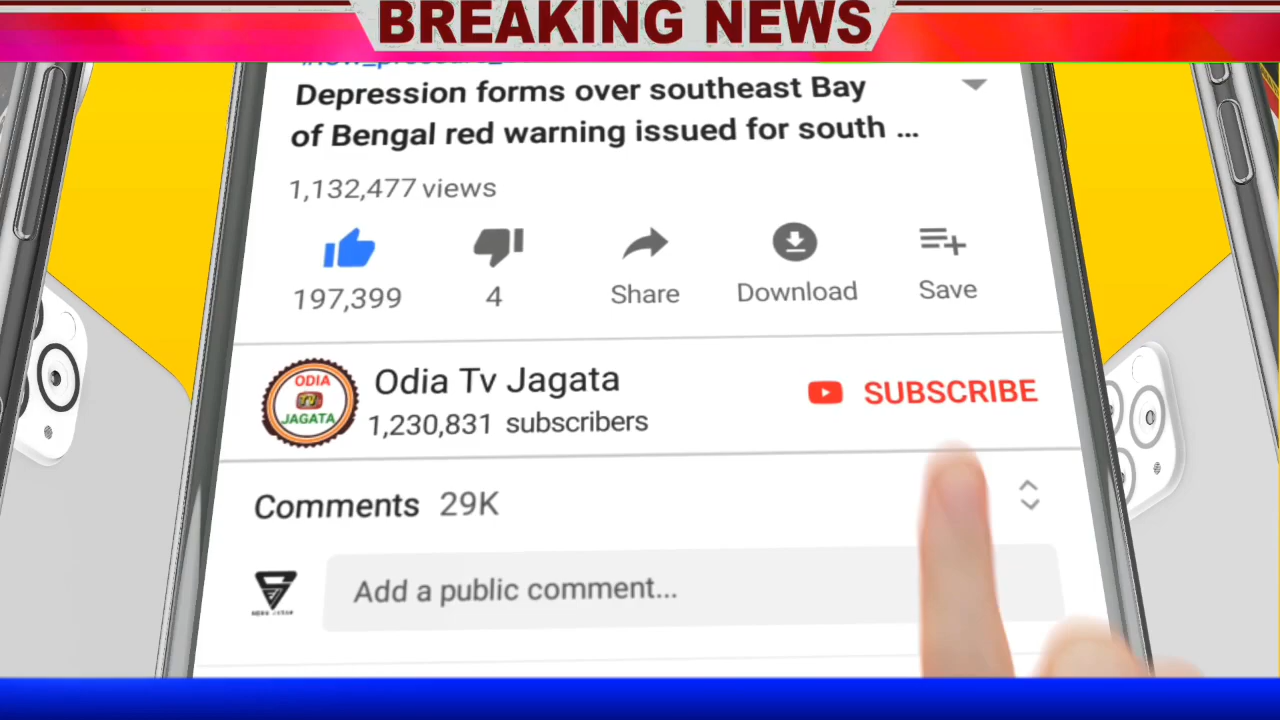 BREAKING NEWS
Depression forms over southeast Bay
of Bengal red warning issued for south ...
1,132,477 views
197,399
4
Share
Download
Save
ODIA
TV
JAGATA
Odia Tv Jagata
1,230,831 subscribers
SUBSCRIBE
Comments 29K
Add a public comment...